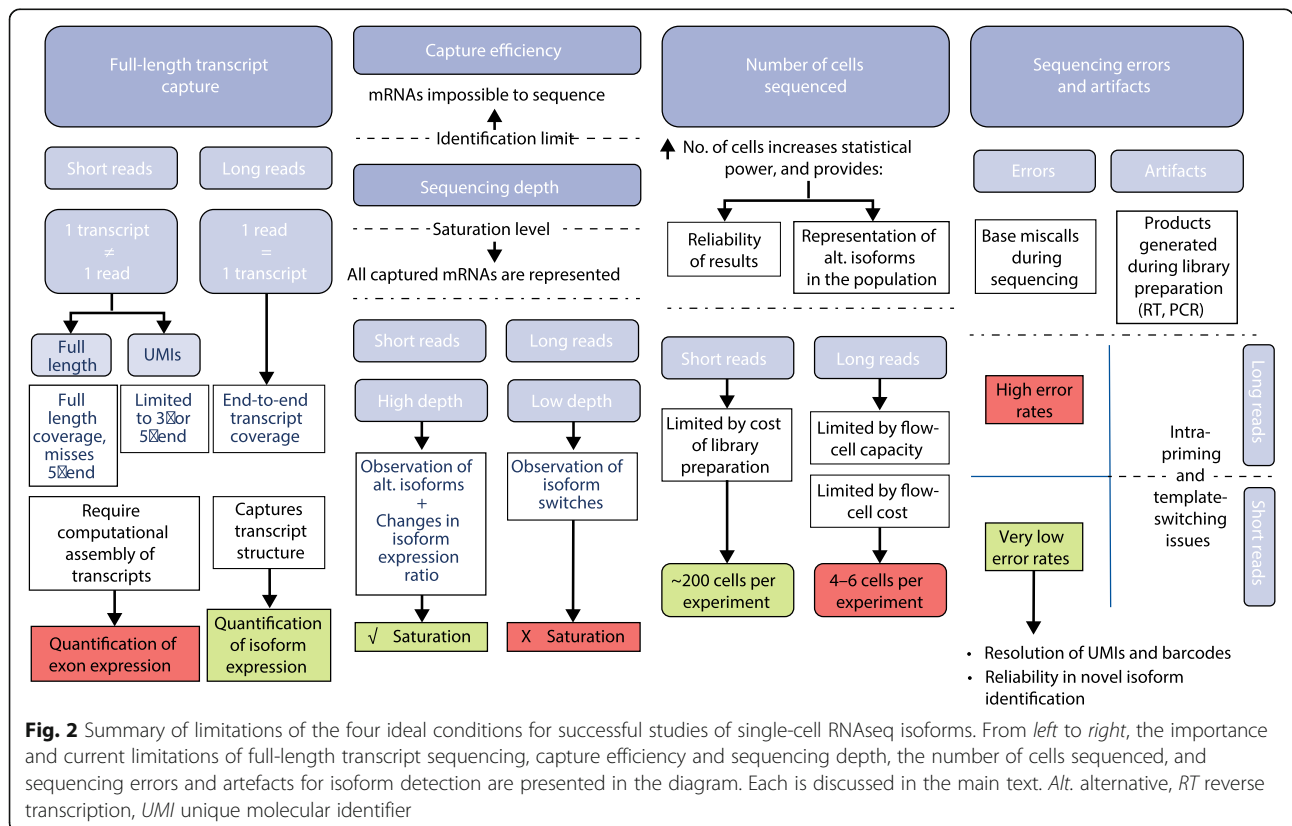 Full-length transcript
capture
Short reads
Long reads
1 transcript
≠
1 read
1 read
=
1 transcript
Full
length
UMIs
Full
length
coverage,
misses
5 end
Limited
to 3 or
5 end
End-to-end
transcript
coverage
Require
computational
assembly of
transcripts
Captures
transcript
structure
Quantification of
exon expression
Quantification
of isoform
expression
Capture efficiency
mRNAs impossible to sequence
Identification limit
Sequencing depth
Saturation level
All captured mRNAs are represented
Short reads
Long reads
High depth
Low depth
Observation of
alt. isoforms
+
Changes in
isoform
expression
ratio
Observation of
isoform
switches
√ Saturation
X Saturation
Number of cells
sequenced
No. of cells increases statistical
power, and provides:
Reliability
of results
Representation of
alt. isoforms
in the population
Short reads
Long reads
Limited by cost
of library
preparation
Limited by flow-
cell capacity
Limited by flow-
cell cost
~200 cells per
experiment
4–6 cells per
experiment
Sequencing errors
and artifacts
Errors
Artifacts
Base miscalls
during
sequencing
Products
generated
during library
preparation
(RT, PCR)
High error
rates
Very low
error rates
Intra-
priming
and
template-
switching
issues
Long reads
Short reads
• Resolution of UMIs and barcodes
• Reliability in novel isoform
identification
Fig. 2 Summary of limitations of the four ideal conditions for successful studies of single-cell RNAseq isoforms. From left to right, the importance
and current limitations of full-length transcript sequencing, capture efficiency and sequencing depth, the number of cells sequenced, and
sequencing errors and artefacts for isoform detection are presented in the diagram. Each is discussed in the main text. Alt. alternative, RT reverse
transcription, UMI unique molecular identifier